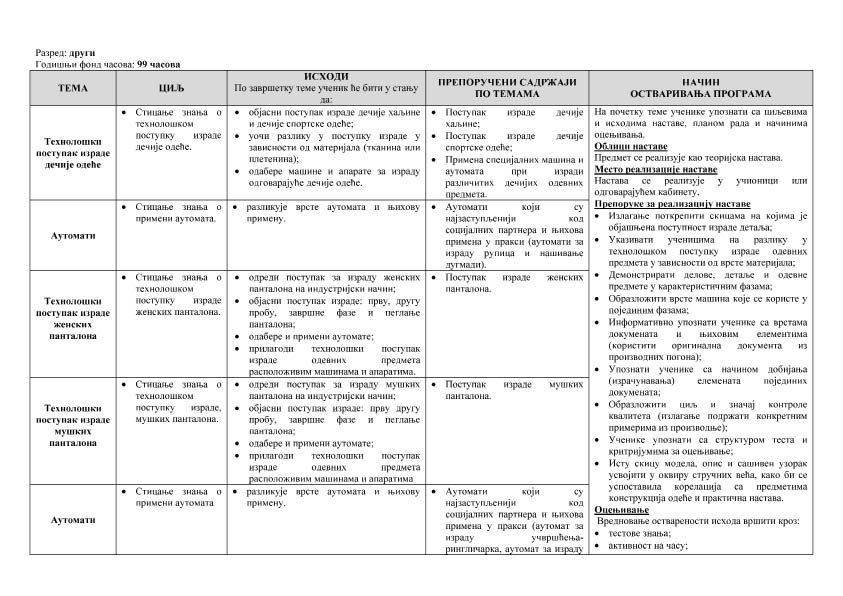 Разред: други
Годишњи фонд часова: 99 часова
ТЕМА
ЦИЉ
ИСХОДИ
По завршетку теме ученик ће бити у стању
да:
ПРЕПОРУЧЕНИ САДРЖАЈИ
ПО ТЕМАМА
НАЧИН
ОСТВАРИВАЊА ПРОГРАМА
Технолошки
поступак израде
дечије одеће
• Стицање знања о
технолошком
поступку израде
дечије одеће.
• објасни поступак израде дечије хаљине
и дечије спортске одеће;
• уочи разлику у поступку израде у
зависности од материјала (тканина или
плетенина);
• одабере машине и апарате за израду
одговарајуће дечије одеће.
• Поступак израде дечије
хаљине;
• Поступак израде дечије
спортске одеће;
• Примена специјалних машина и
аутомата при изради
различитих дечијих одевних
предмета.
Аутомати
• Стицање знања о
примени аутомата.
• разликује врсте аутомата и њихову
примену.
• Аутомати који су
најзаступљенији код
социјалних партнера и њихова
примена у пракси (аутомати за
израду рупица и нашивање
дугмади).
Технолошки
поступак израде
женских
панталона
• Стицање знања о
технолошком
поступку израде
женских панталона.
• одреди поступак за израду женских
панталона на индустријски начин;
• објасни поступак израде: прву, другу
пробу, завршне фазе и пеглање
панталона;
• одабере и примени аутомате;
• прилагоди технолошки поступак
израде одевних предмета
расположивим машинама и апаратима.
• Поступак израде женских
панталона.
Технолошки
поступак израде
мушких
панталона
• Стицање знања о
технолошком
поступку израде,
мушких панталона.
• одреди поступак за израду мушких
панталона на индустријски начин;
• објасни поступак израде: прву другу
пробу, завршне фазе и пеглање
панталона;
• одабере и примени аутомате;
• прилагоди технолошки поступак
израде одевних предмета
расположивим машинама и апаратима
• Поступак израде мушких
панталона.
Аутомати
• Стицање знања о
примени аутомата
• разликује врсте аутомата и њихову
примену.
• Аутомати који су
најзаступљенији код
социјалних партнера и њихова
примена у пракси (аутомат за
израду учвршћења-
рингличарка, аутомат за израду
На почетку теме ученике упознати са циљевима
и исходима наставе, планом рада и начинима
оцењивања.
Облици наставе
Предмет се реализује као теоријска настава.
Место реализације наставе
Настава се реализује у учионици или
одговарајућем кабинету.
Препоруке за реализацију наставе
• Излагање поткрепити скицама на којима је
објашњена поступност израде детаља;
• Указивати ученицима на разлику у
технолошком поступку израде одевних
предмета у зависности од врсте материјала;
• Демонстрирати делове, детаље и одевне
предмете у карактеристичним фазама;
• Образложити врсте машина које се користе у
појединим фазама;
• Информативно упознати ученике са врстама
докумената и њиховим елементима
(користити оригинална документа из
производних погона);
• Упознати ученике са начином добијања
(израчунавања) елемената појединих
докумената;
• Образложити циљ и значај контроле
квалитета (излагање подржати конкретним
примерима из производње);
• Ученике упознати са структуром теста и
критријумима за оцењивање;
• Исту скицу модела, опис и сашивен узорак
усвојити у оквиру стручних већа, како би се
успоставила корелација са предметима
конструкција одеће и практична настава.
Оцењивање
Вредновање остварености исхода вршити кроз:
• тестове знања;
• активност на часу;